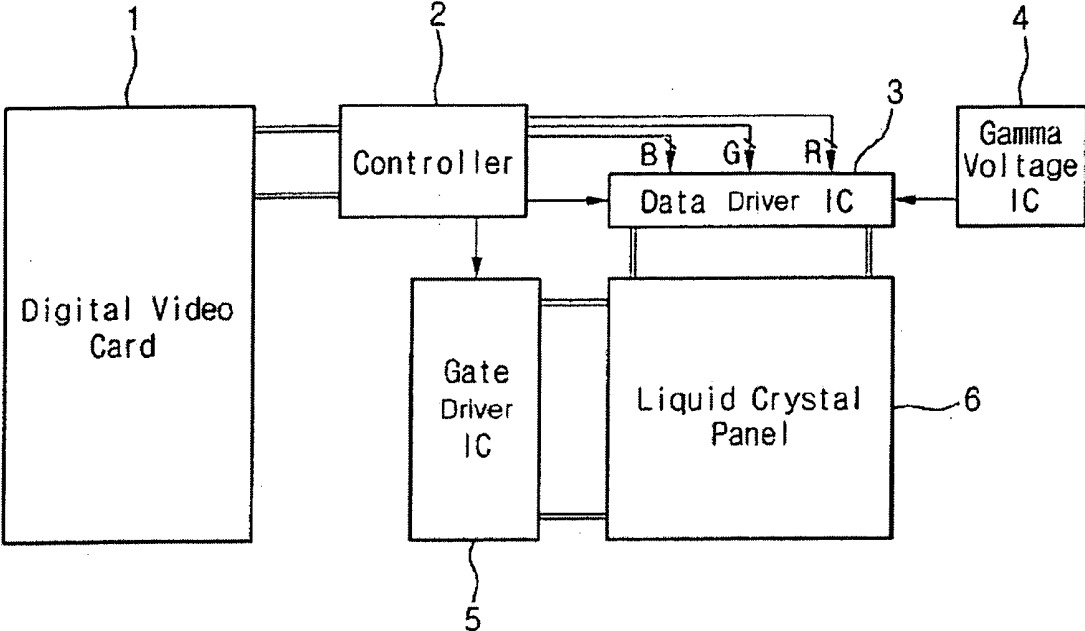 1
2
4
3
Controller
B G R
Gamma
Voltage
IC
Data Driver IC
Digital Video
Card
Gate
Driver
IC
Liquid Crystal
Panel
6
5